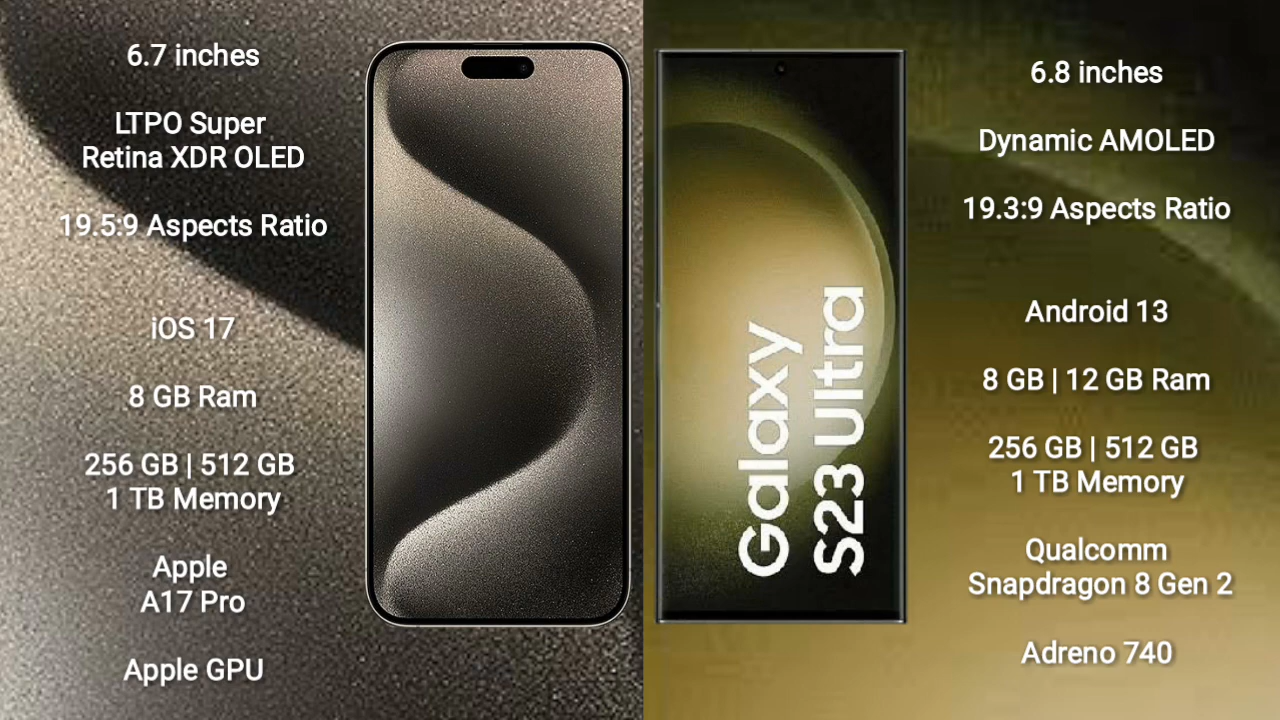 6.7 inches
LTPO Super
Retina XDR OLED
19.5:9 Aspects Ratio
iOS 17
8 GB Ram
256 GB | 512 GB
1 TB Memory
Apple
A17 Pro
Apple GPU
Galaxy
S23 Ultra
6.8 inches
Dynamic AMOLED
19.3:9 Aspects Ratio
Android 13
8 GB | 12 GB Ram
256 GB | 512 GB
1 TB Memory
Qualcomm
Snapdragon 8 Gen 2
Adreno 740